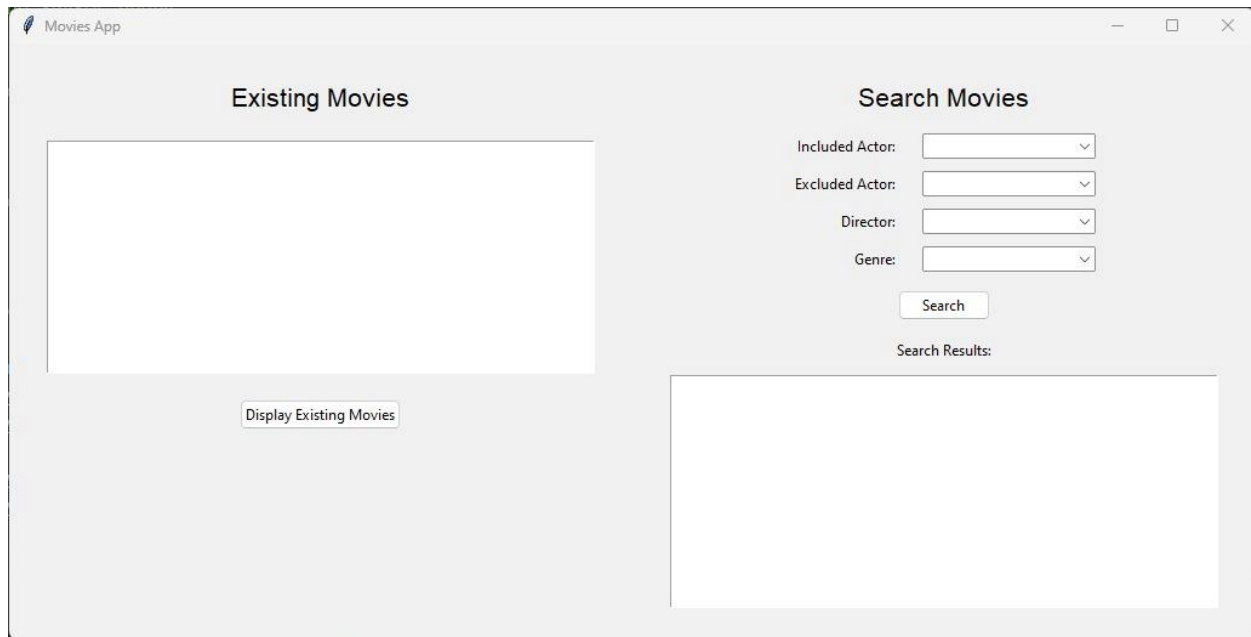 Movies App
Existing Movies
Display Existing Movies
Search Movies
Included Actor:
Excluded Actor:
Director:
Genre:
Search
Search Results: